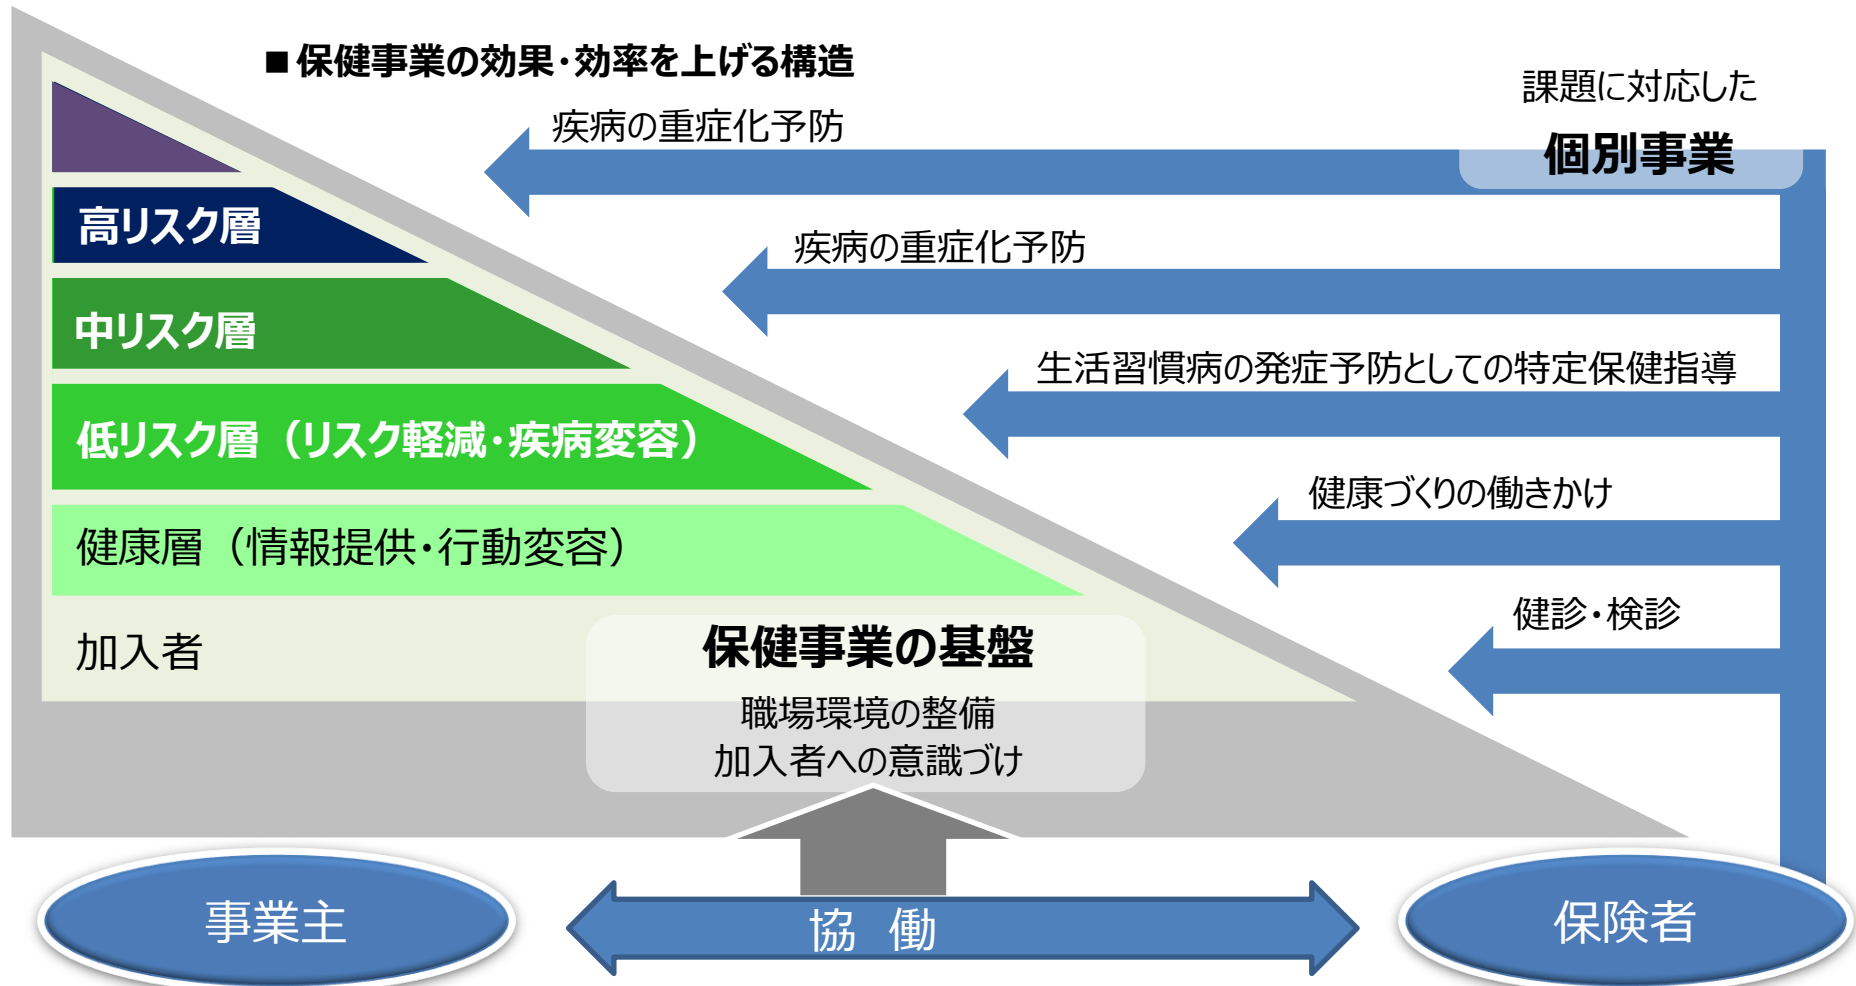 ■ 保健事業の効果・効率を上げる構造
課題に対応した
個別事業
疾病の重症化予防
高リスク層
疾病の重症化予防
中リスク層
生活習慣病の発症予防としての特定保健指導
低リスク層（リスク軽減・疾病変容）
健康づくりの働きかけ
健康層（情報提供・行動変容）
健診・検診
加入者
保健事業の基盤
職場環境の整備
加入者への意識づけ
事業主
協 働
保険者